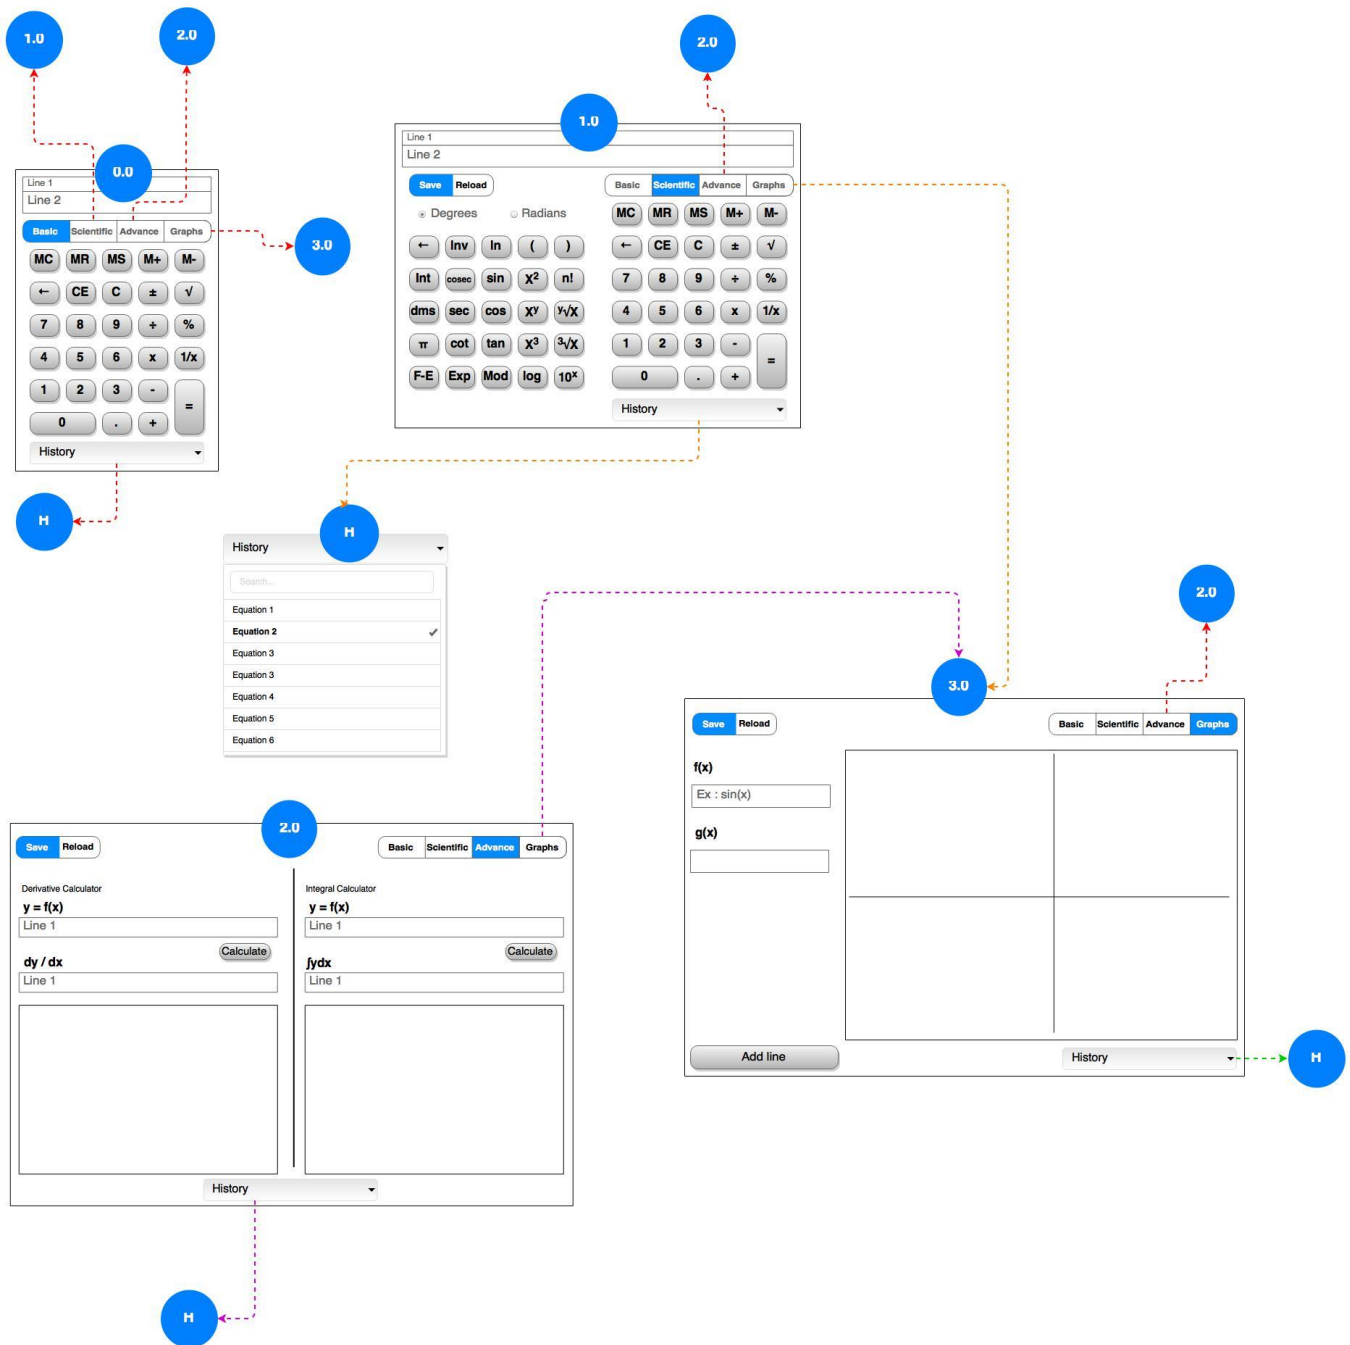 1.0
2.0
0.0
Line 1
Line 2
Basic Scientific Advance Graphs
3.0
MC MR MS M+ M-
← CE C ± √
7 8 9 ÷ %
4 5 6 x 1/x
1 2 3 - =
0 . +
History
H
2.0
1.0
Line 1
Line 2
Save Reload
Basic Scientific Advance Graphs
Degrees Radians
← Inv ln ( )
Int cosec sin X² n!
dms sec cos Xʸ ʸ√X
π cot tan X³ ³√X
F-E Exp Mod log 10ˣ
MC MR MS M+ M-
← CE C ± √
7 8 9 ÷ %
4 5 6 x 1/x
1 2 3 - =
0 . +
History
H
History
Search...
Equation 1
Equation 2
Equation 3
Equation 3
Equation 4
Equation 5
Equation 6
2.0
3.0
Save Reload
Basic Scientific Advance Graphs
f(x)
Ex : sin(x)
g(x)
Add line
History
H
2.0
Save Reload
Basic Scientific Advance Graphs
Derivative Calculator
y = f(x)
Line 1
Calculate
dy / dx
Line 1
Integral Calculator
y = f(x)
Line 1
Calculate
∫ydx
Line 1
History
H